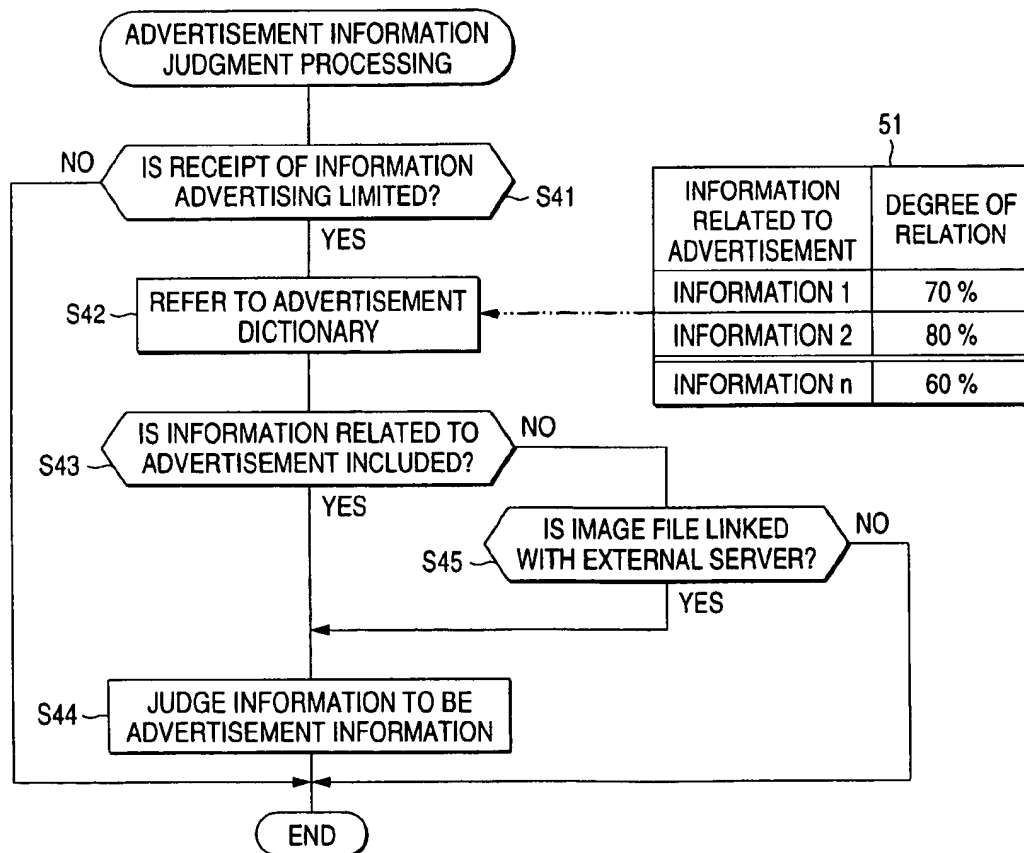 ADVERTISEMENT INFORMATION
JUDGMENT PROCESSING
NO
IS RECEIPT OF INFORMATION
ADVERTISING LIMITED?
S41
YES
S42
REFER TO ADVERTISEMENT
DICTIONARY
51
INFORMATION
RELATED TO
ADVERTISEMENT
DEGREE OF
RELATION
INFORMATION 1
70 %
INFORMATION 2
80 %
INFORMATION n
60 %
S43
IS INFORMATION RELATED TO
ADVERTISEMENT INCLUDED?
NO
YES
S45
IS IMAGE FILE LINKED
WITH EXTERNAL SERVER?
NO
YES
S44
JUDGE INFORMATION TO BE
ADVERTISEMENT INFORMATION
END